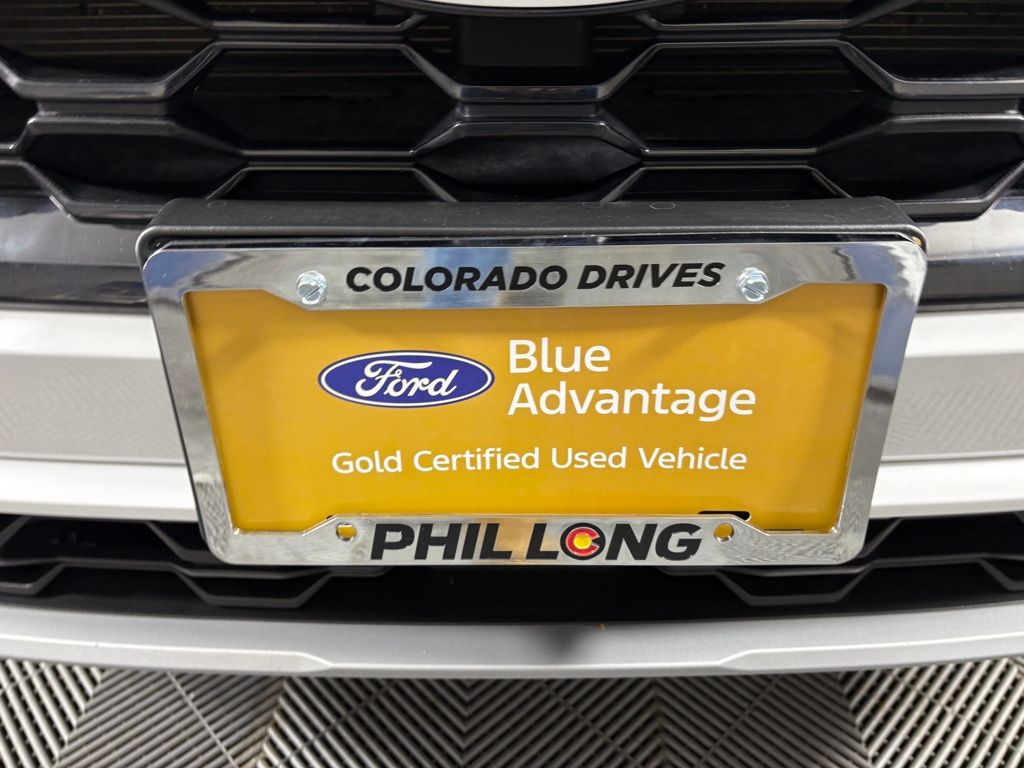 COLORADO DRIVES
Ford
Blue
Advantage
Gold Certified Used Vehicle
PHIL LONG